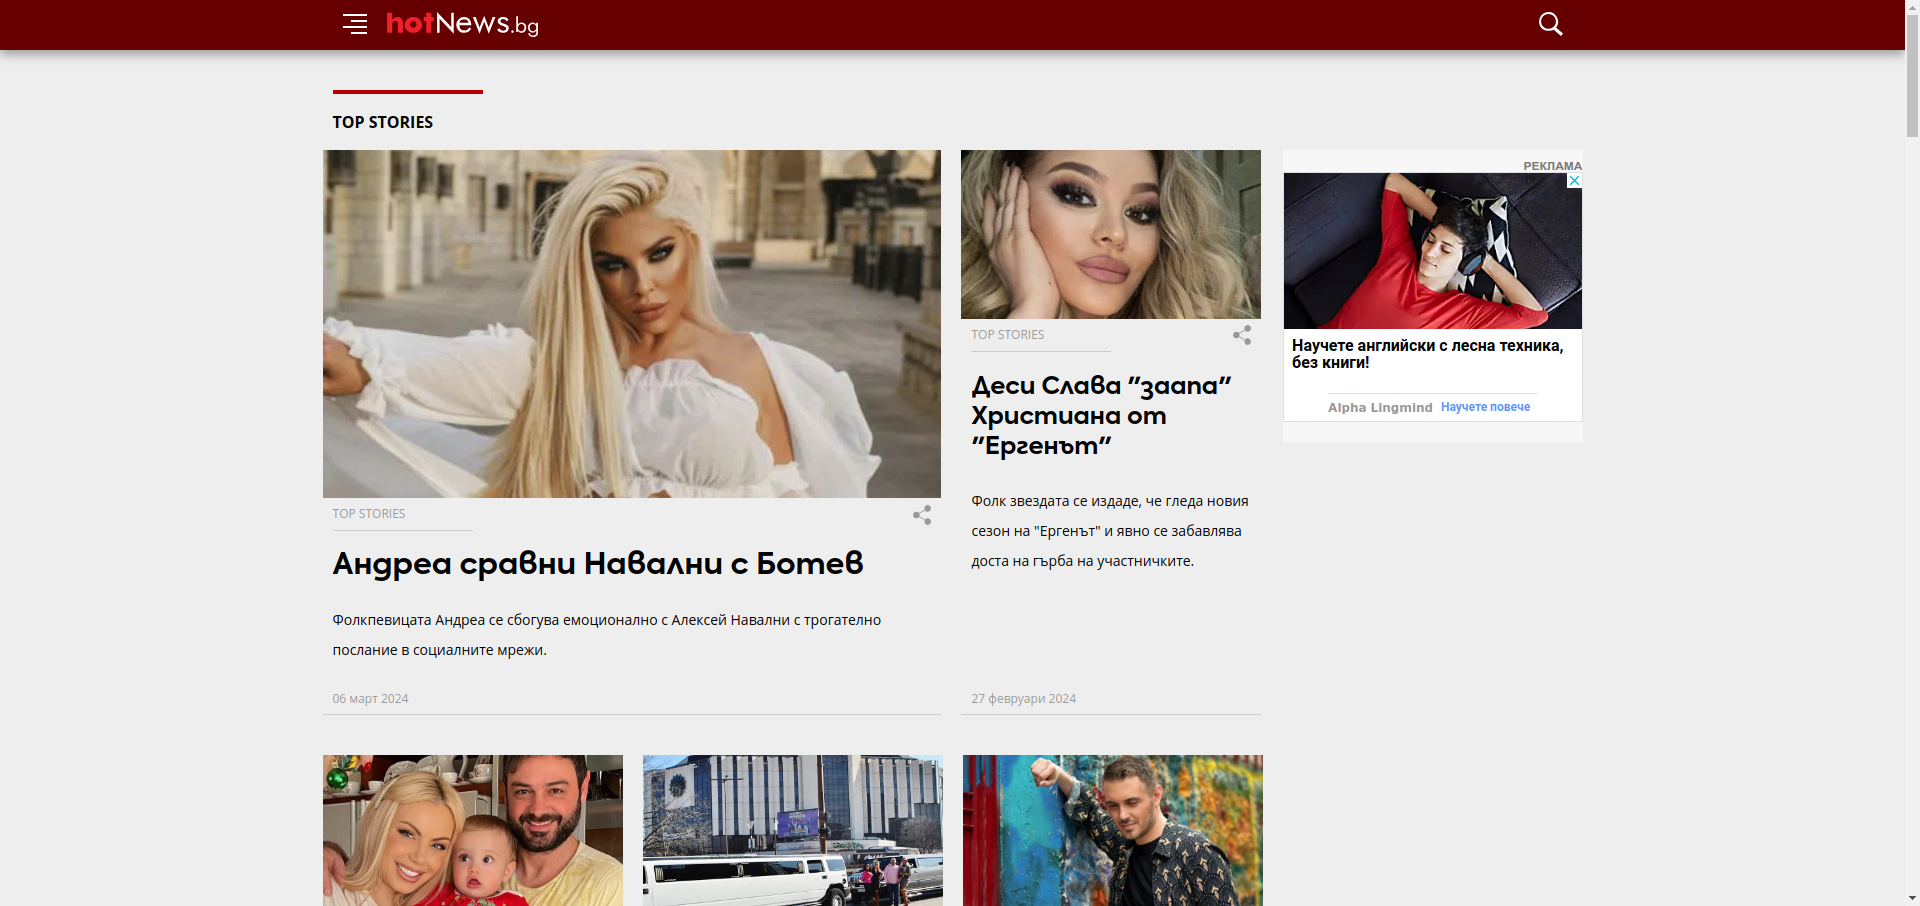 hotNews.bg
TOP STORIES
TOP STORIES
Андреа сравни Навални с Ботев
Фолкпевицата Андреа се сбогува емоционално с Алексей Навални с трогателно
послание в социалните мрежи.
06 март 2024
TOP STORIES
Деси Слава "заапа"
Христиана от
"Ергенът"
Фолк звездата се издаде, че гледа новия
сезон на "Ергенът" и явно се забавлява
доста на гърба на участничките.
27 февруари 2024
РЕКЛАМА
Научете английски с лесна техника,
без книги!
Alpha Lingmind Научете повече